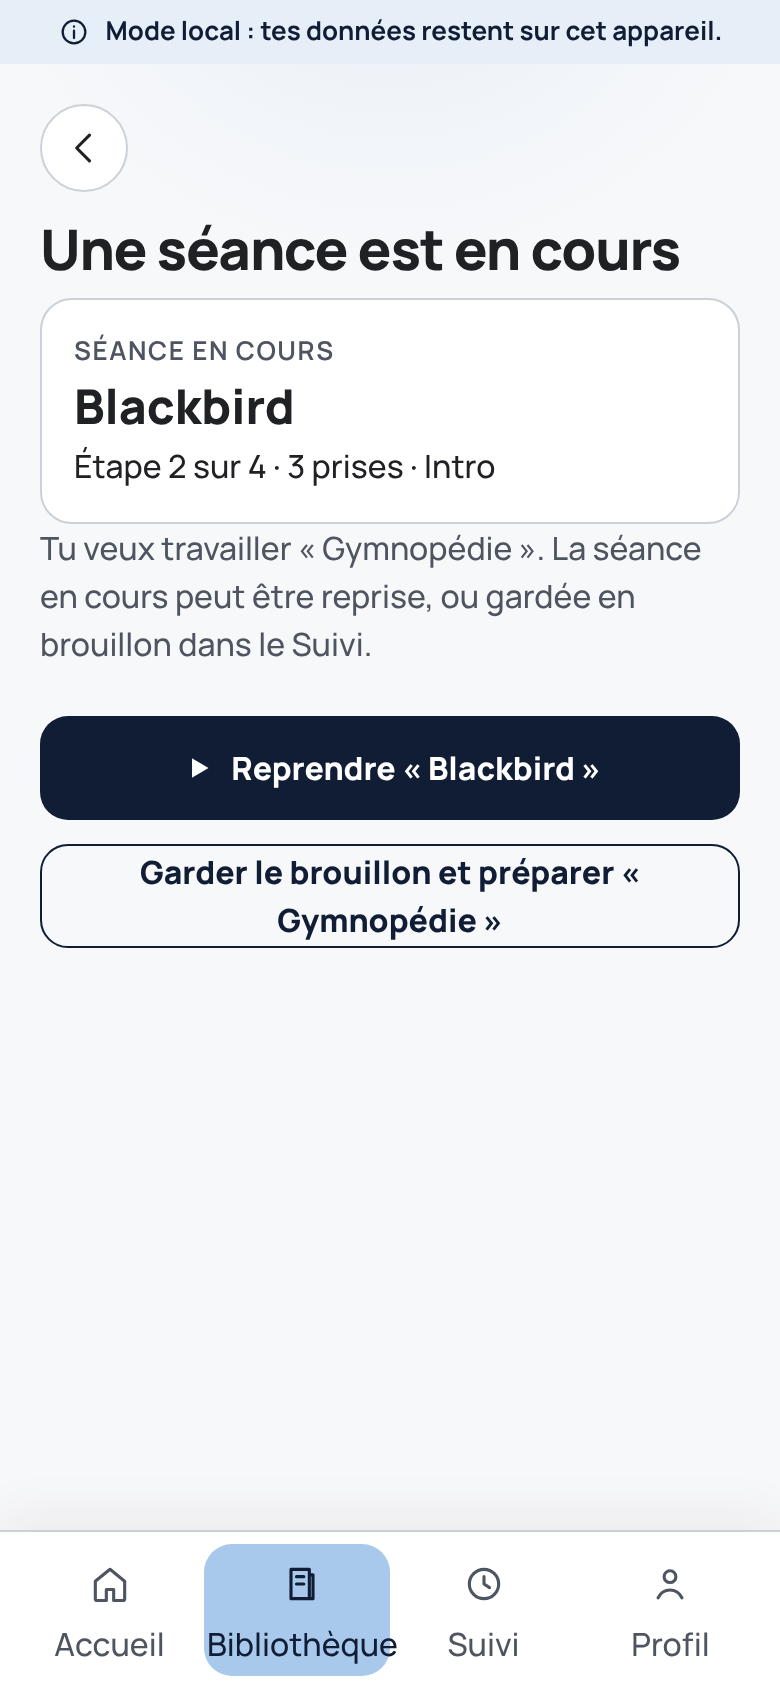 Mode local : tes données restent sur cet appareil.
Une séance est en cours
SÉANCE EN COURS
Blackbird
Étape 2 sur 4 · 3 prises · Intro
Tu veux travailler « Gymnopédie ». La séance
en cours peut être reprise, ou gardée en
brouillon dans le Suivi.
Reprendre « Blackbird »
Garder le brouillon et préparer «
Gymnopédie »
Accueil
Bibliothèque
Suivi
Profil